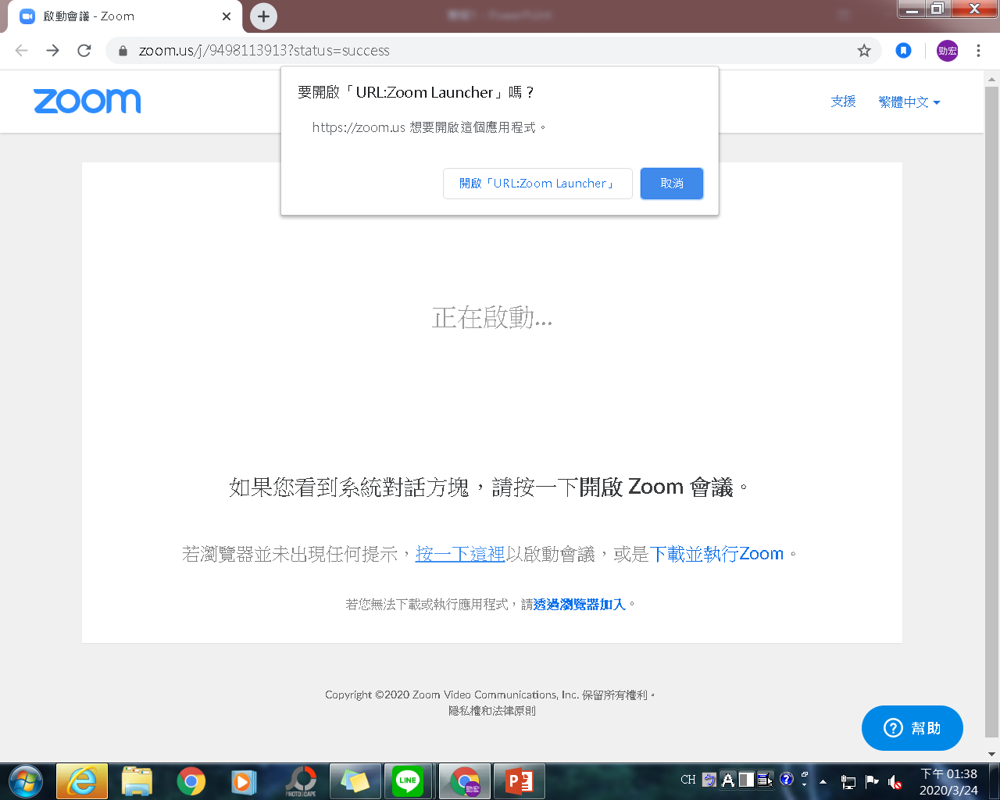 啟動會議 - Zoom
zoom.us/j/9498113913?status=success
勁宏
zoom
支援
繁體中文
要開啟「URL:Zoom Launcher」嗎？
https://zoom.us 想要開啟這個應用程式。
開啟「URL:Zoom Launcher」
取消
正在啟動...
如果您看到系統對話方塊，請按一下開啟 Zoom 會議。
若瀏覽器並未出現任何提示，按一下這裡以啟動會議，或是下載並執行Zoom。
若您無法下載或執行應用程式，請透過瀏覽器加入。
Copyright ©2020 Zoom Video Communications, Inc. 保留所有權利。
隱私權和法律原則
幫助
PHOTOSCAPE
LINE
CH
下午 01:38
2020/3/24